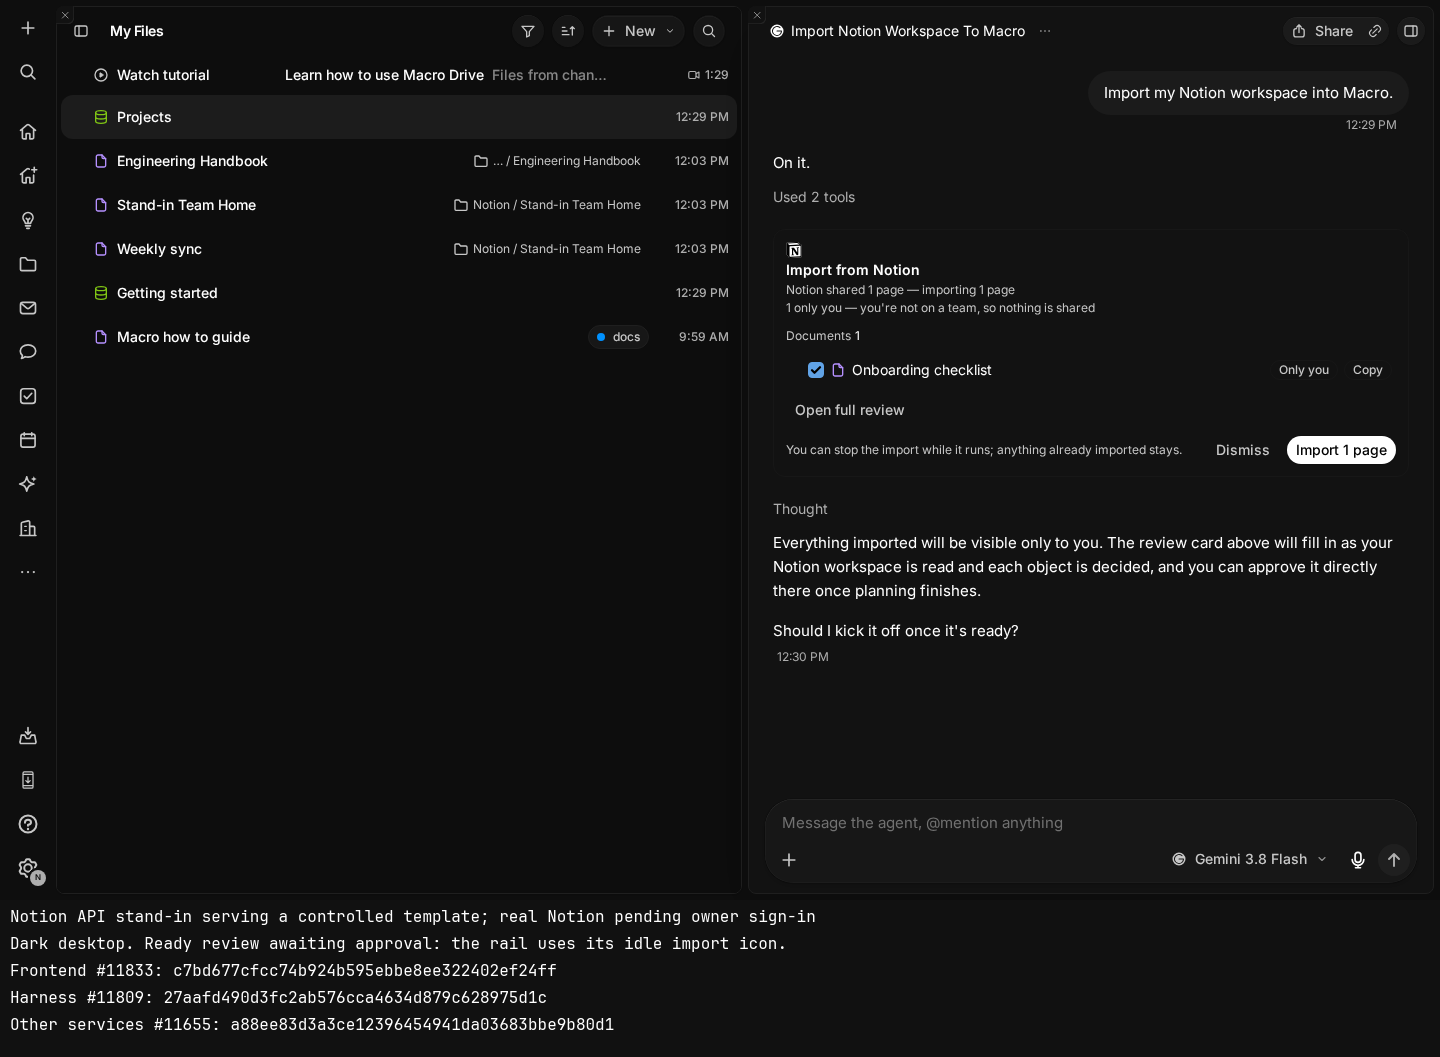 My Files
New
Watch tutorial
Learn how to use Macro Drive Files from chan...
1:29
Projects
12:29 PM
Engineering Handbook
... / Engineering Handbook
12:03 PM
Stand-in Team Home
Notion / Stand-in Team Home
12:03 PM
Weekly sync
Notion / Stand-in Team Home
12:03 PM
Getting started
12:29 PM
Macro how to guide
docs
9:59 AM
N
Import Notion Workspace To Macro
Share
Import my Notion workspace into Macro.
12:29 PM
On it.
Used 2 tools
Import from Notion
Notion shared 1 page — importing 1 page
1 only you — you're not on a team, so nothing is shared
Documents 1
Onboarding checklist
Only you
Copy
Open full review
You can stop the import while it runs; anything already imported stays.
Dismiss
Import 1 page
Thought
Everything imported will be visible only to you. The review card above will fill in as your
Notion workspace is read and each object is decided, and you can approve it directly
there once planning finishes.
Should I kick it off once it's ready?
12:30 PM
Message the agent, @mention anything
Gemini 3.8 Flash
Notion API stand-in serving a controlled template; real Notion pending owner sign-in
Dark desktop. Ready review awaiting approval: the rail uses its idle import icon.
Frontend #11833: c7bd677cfcc74b924b595ebbe8ee322402ef24ff
Harness #11809: 27aafd490d3fc2ab576cca4634d879c628975d1c
Other services #11655: a88ee83d3a3ce12396454941da03683bbe9b80d1